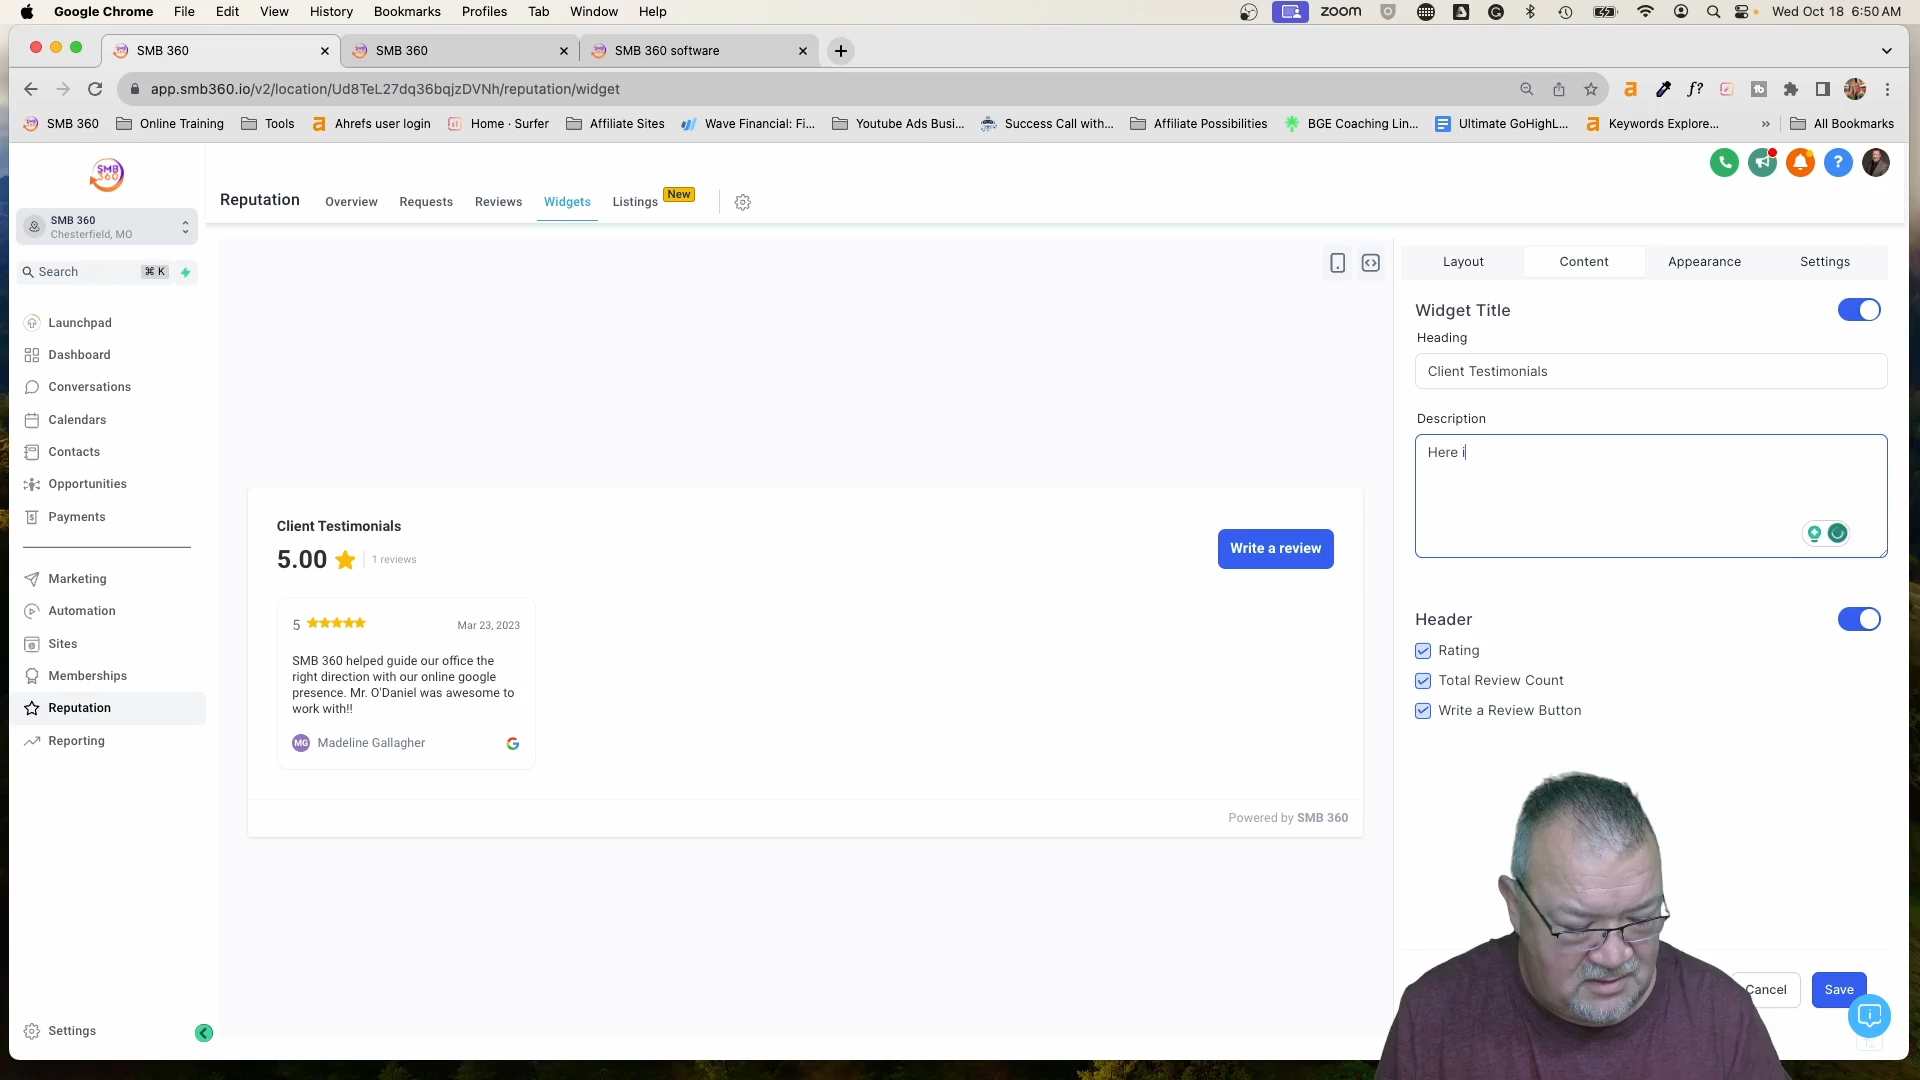 Google Chrome File Edit View History Bookmarks Profiles Tab Window Help zoom Wed Oct 18 6:50 AM
SMB 360 SMB 360 SMB 360 software
app.smb360.io/v2/location/Ud8TeL27dq36bqjzDVNh/reputation/widget
SMB 360 Online Training Tools Ahrefs user login Home · Surfer Affiliate Sites Wave Financial: Fi... Youtube Ads Busi... Success Call with... Affiliate Possibilities BGE Coaching Lin... Ultimate GoHighL... Keywords Explore... » All Bookmarks
SMB
360
SMB 360
Chesterfield, MO
Search ⌘ K
Launchpad
Dashboard
Conversations
Calendars
Contacts
Opportunities
Payments
Marketing
Automation
Sites
Memberships
Reputation
Reporting
Settings
Reputation Overview Requests Reviews Widgets Listings New
Client Testimonials
5.00 1 reviews
Write a review
5 Mar 23, 2023
SMB 360 helped guide our office the
right direction with our online google
presence. Mr. O'Daniel was awesome to
work with!!
MG Madeline Gallagher
Powered by SMB 360
Layout Content Appearance Settings
Widget Title
Heading
Client Testimonials
Description
Here i
Header
Rating
Total Review Count
Write a Review Button
Cancel Save